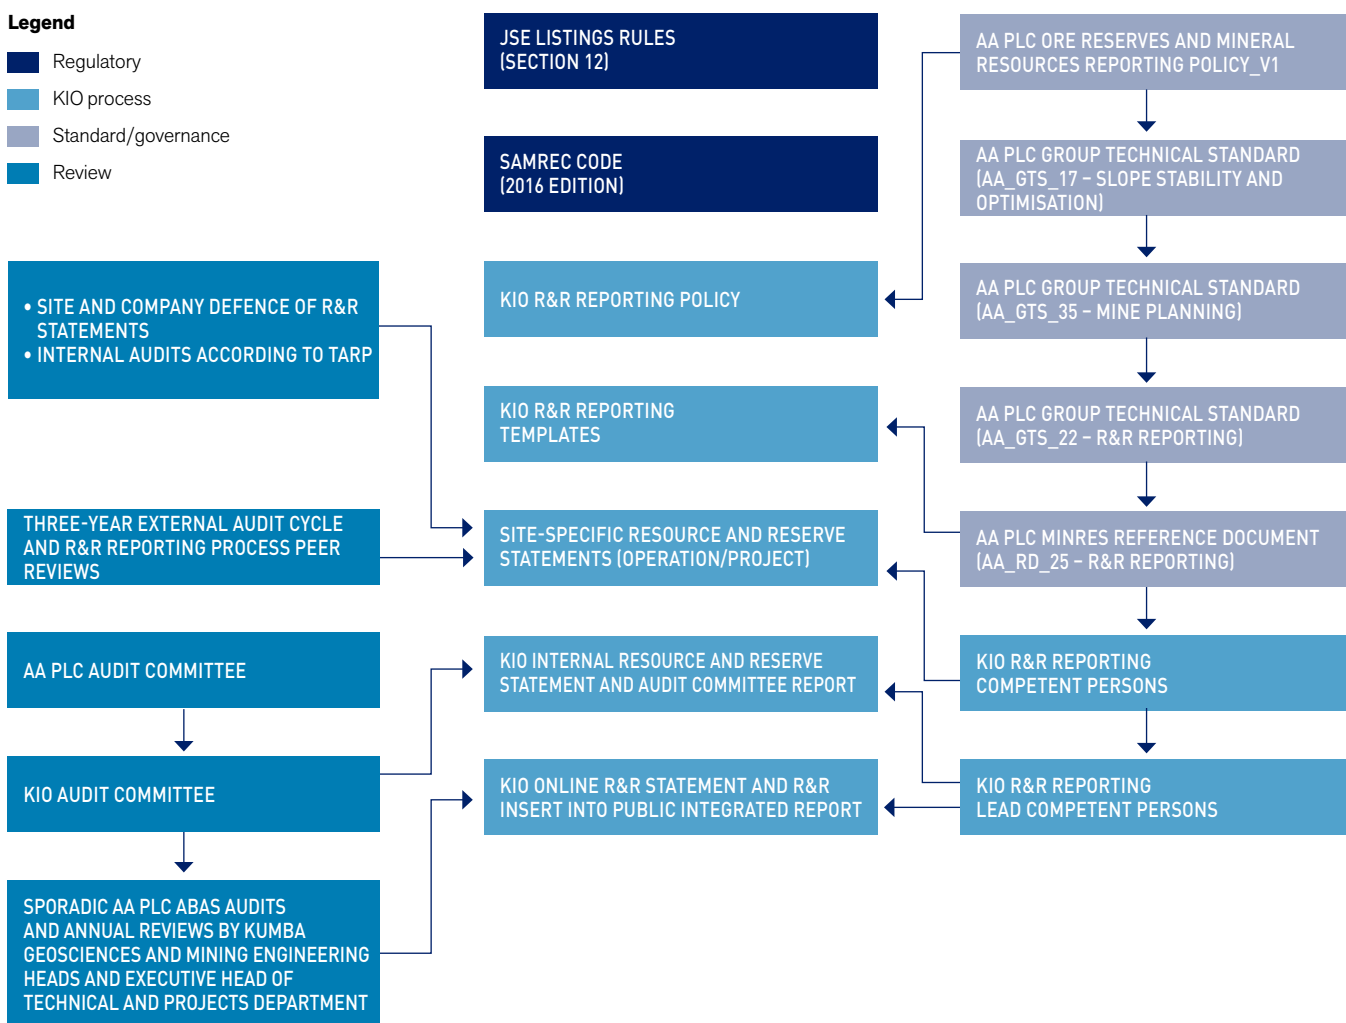 Legend
Regulatory
KIO process
Standard/governance
Review
• SITE AND COMPANY DEFENCE OF R&R
STATEMENTS
• INTERNAL AUDITS ACCORDING TO TARP
THREE-YEAR EXTERNAL AUDIT CYCLE
AND R&R REPORTING PROCESS PEER
REVIEWS
AA PLC AUDIT COMMITTEE
KIO AUDIT COMMITTEE
SPORADIC AA PLC ABAS AUDITS
AND ANNUAL REVIEWS BY KUMBA
GEOSCIENCES AND MINING ENGINEERING
HEADS AND EXECUTIVE HEAD OF
TECHNICAL AND PROJECTS DEPARTMENT
JSE LISTINGS RULES
(SECTION 12)
SAMREC CODE
(2016 EDITION)
KIO R&R REPORTING POLICY
KIO R&R REPORTING
TEMPLATES
SITE-SPECIFIC RESOURCE AND RESERVE
STATEMENTS (OPERATION/PROJECT)
KIO INTERNAL RESOURCE AND RESERVE
STATEMENT AND AUDIT COMMITTEE REPORT
KIO ONLINE R&R STATEMENT AND R&R
INSERT INTO PUBLIC INTEGRATED REPORT
AA PLC ORE RESERVES AND MINERAL
RESOURCES REPORTING POLICY_V1
AA PLC GROUP TECHNICAL STANDARD
(AA_GTS_17 – SLOPE STABILITY AND
OPTIMISATION)
AA PLC GROUP TECHNICAL STANDARD
(AA_GTS_35 – MINE PLANNING)
AA PLC GROUP TECHNICAL STANDARD
(AA_GTS_22 – R&R REPORTING)
AA PLC MINRES REFERENCE DOCUMENT
(AA_RD_25 – R&R REPORTING)
KIO R&R REPORTING
COMPETENT PERSONS
KIO R&R REPORTING
LEAD COMPETENT PERSONS